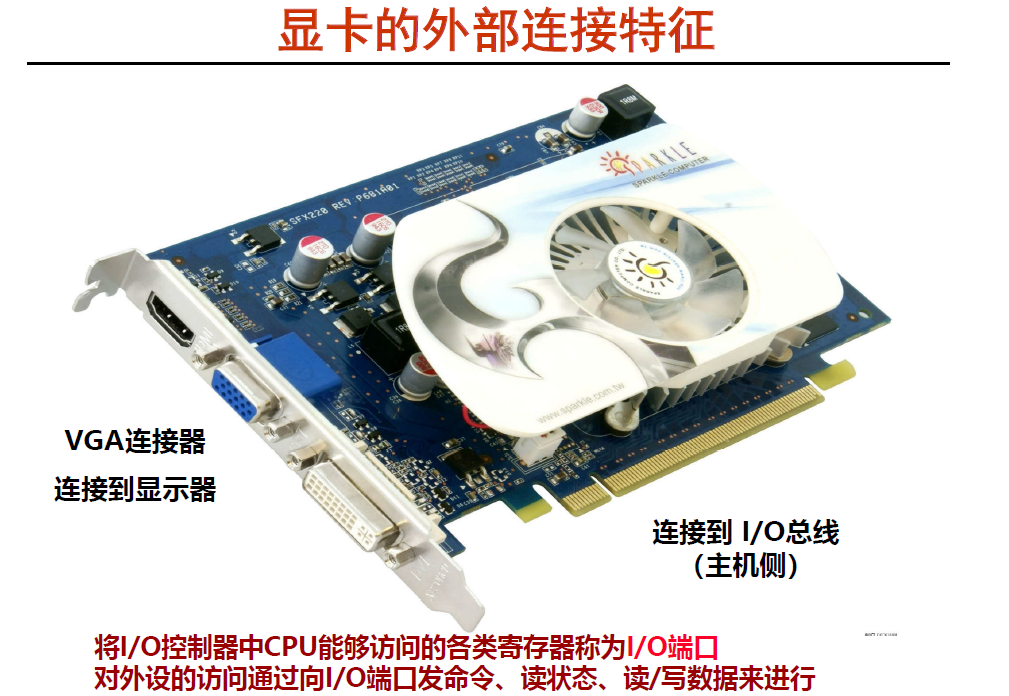 显卡的外部连接特征
1R8M
SPARKLE
SPARKLE COMPUTER
SFX220 REV P681A01
www.sparkle.com.tw
VGA连接器
连接到显示器
连接到 I/O总线
（主机侧）
将I/O控制器中CPU能够访问的各类寄存器称为I/O端口
对外设的访问通过向I/O端口发命令、读状态、读/写数据来进行